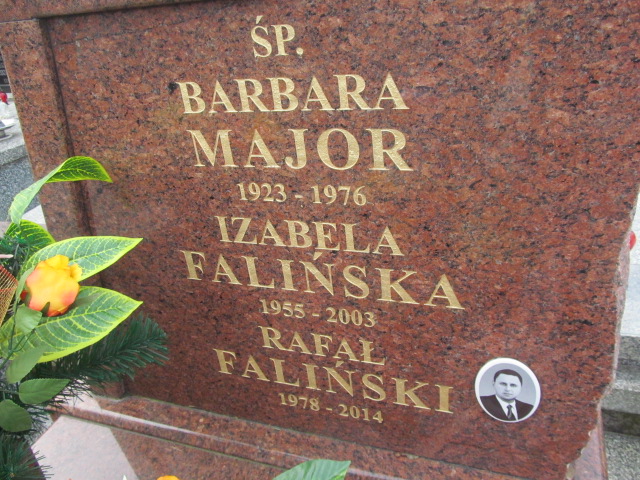 ŚP.
BARBARA
MAJOR
1923 - 1976
IZABELA
FALIŃSKA
1955 - 2003
RAFAŁ
FALIŃSKI
1978 - 2014